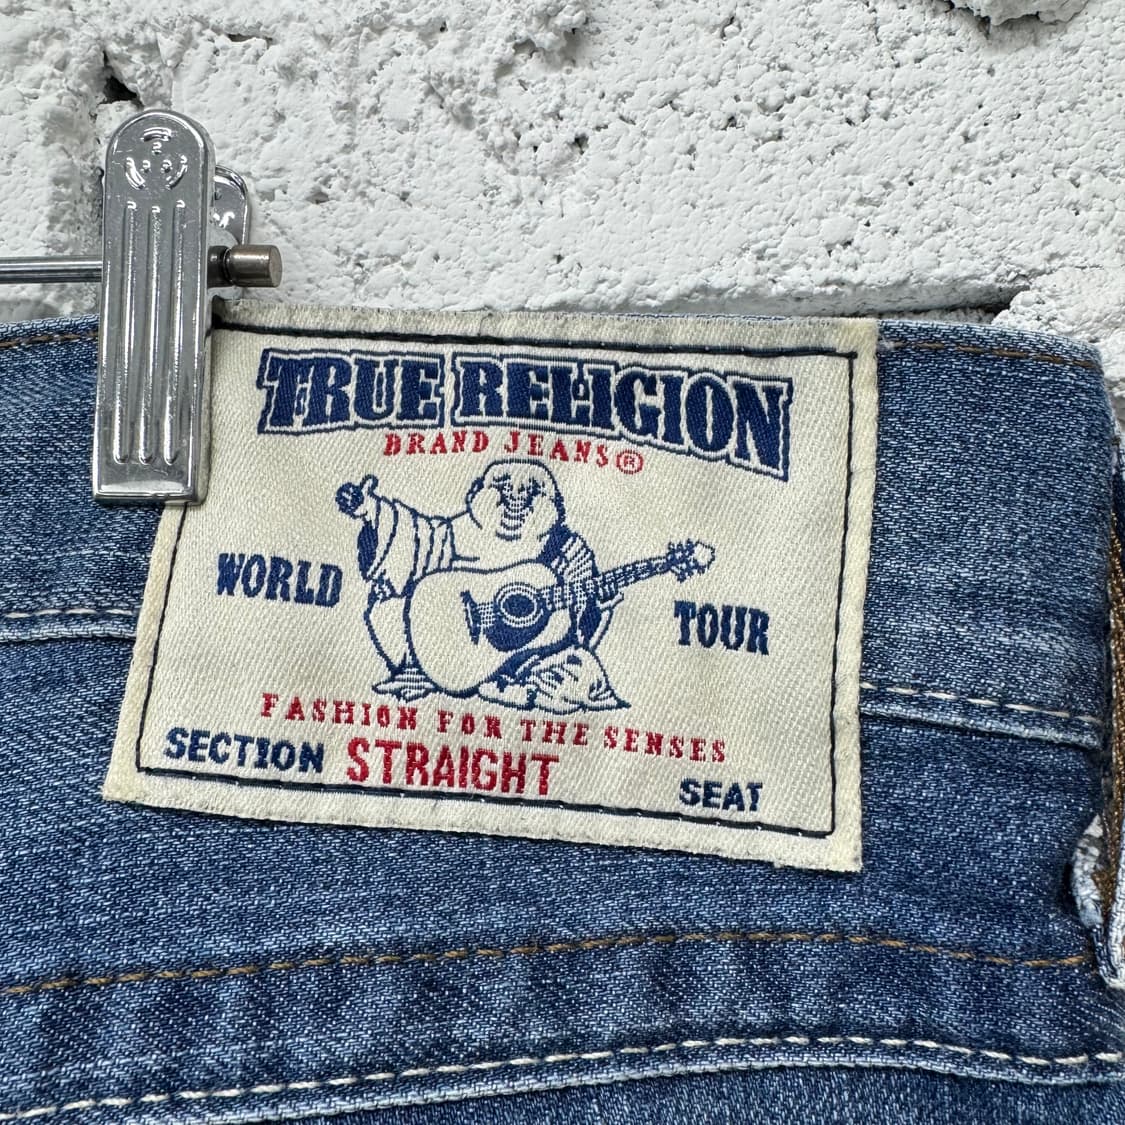 TRUE RELIGION
BRAND JEANS®
WORLD TOUR
FASHION FOR THE SENSES
SECTION STRAIGHT SEAT